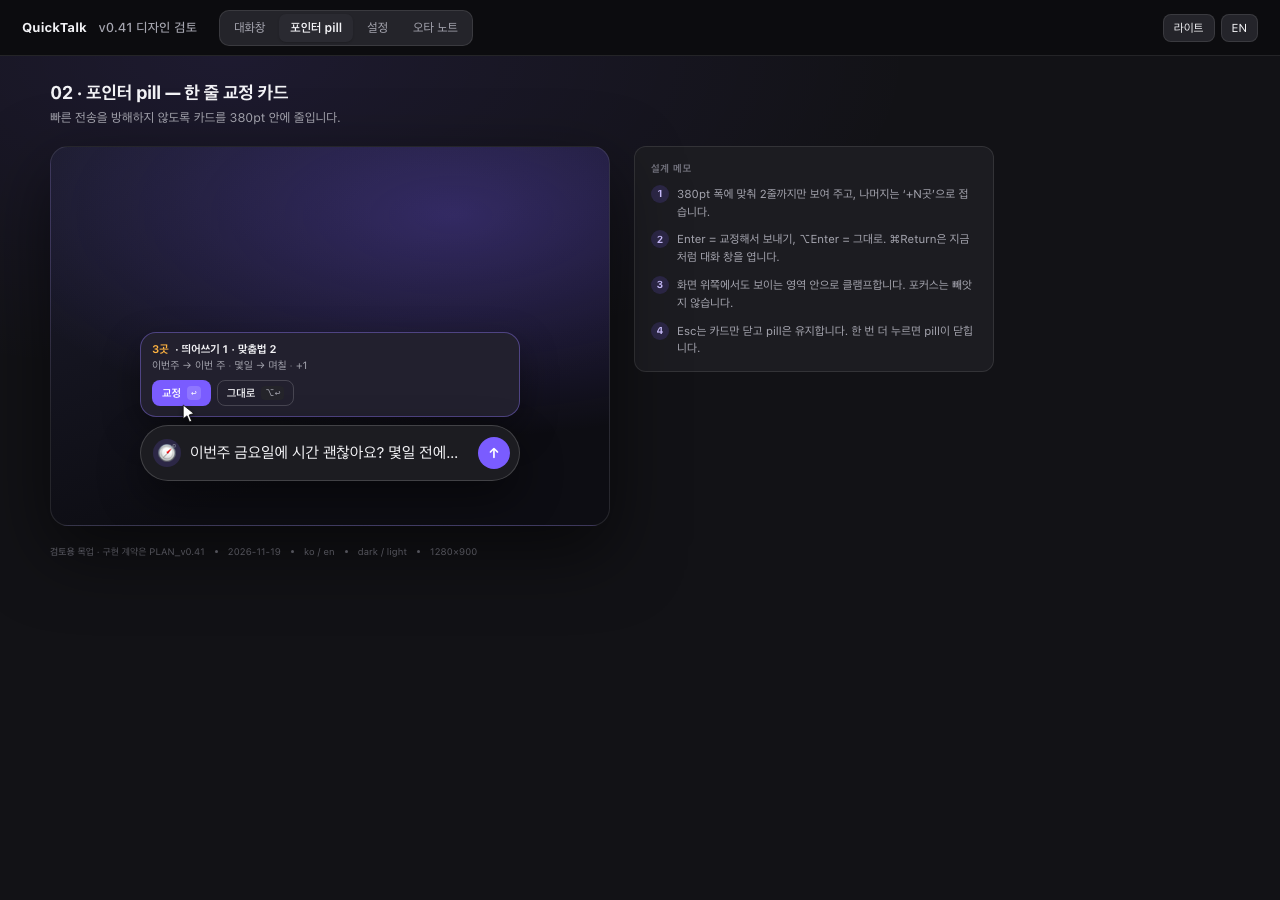 QuickTalk v0.41 디자인 검토 대화창 포인터 pill 설정 오타 노트 라이트 EN
02 · 포인터 pill — 한 줄 교정 카드
빠른 전송을 방해하지 않도록 카드를 380pt 안에 줄입니다.
3곳 · 띄어쓰기 1 · 맞춤법 2
이번주 → 이번 주 · 몇일 → 며칠 · +1
교정 ↵ 그대로 ⌥↵
이번주 금요일에 시간 괜찮아요? 몇일 전에...
설계 메모
1 380pt 폭에 맞춰 2줄까지만 보여 주고, 나머지는 ‘+N곳’으로 접
습니다.
2 Enter = 교정해서 보내기, ⌥Enter = 그대로. ⌘Return은 지금
처럼 대화 창을 엽니다.
3 화면 위쪽에서도 보이는 영역 안으로 클램프합니다. 포커스는 빼앗
지 않습니다.
4 Esc는 카드만 닫고 pill은 유지합니다. 한 번 더 누르면 pill이 닫힙
니다.
검토용 목업 · 구현 계약은 PLAN_v0.41 • 2026-11-19 • ko / en • dark / light • 1280×900